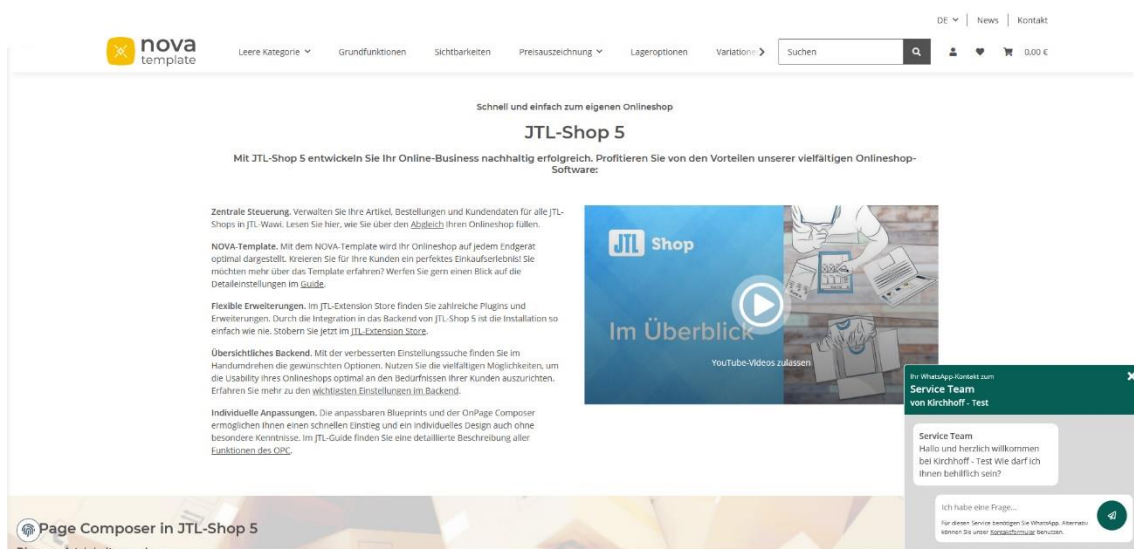 DE News Kontakt
nova
template
Leere Kategorie Grundfunktionen Sichtbarkeiten Preisauszeichnung Lageroptionen Variatione Suchen 0,00 €
Schnell und einfach zum eigenen Onlineshop
JTL-Shop 5
Mit JTL-Shop 5 entwickeln Sie Ihr Online-Business nachhaltig erfolgreich. Profitieren Sie von den Vorteilen unserer vielfältigen Onlineshop-
Software:
Zentrale Steuerung. Verwalten Sie Ihre Artikel, Bestellungen und Kundendaten für alle JTL-
Shops in JTL-Wawi. Lesen Sie hier, wie Sie über den Abgleich Ihren Onlineshop füllen.
NOVA-Template. Mit dem NOVA-Template wird Ihr Onlineshop auf jedem Endgerät
optimal dargestellt. Kreieren Sie für Ihre Kunden ein perfektes Einkaufserlebnis! Sie
möchten mehr über das Template erfahren? Werfen Sie gern einen Blick auf die
Detaileinstellungen im Guide.
Flexible Erweiterungen. Im JTL-Extension Store finden Sie zahlreiche Plugins und
Erweiterungen. Durch die Integration in das Backend von JTL-Shop 5 ist die Installation so
einfach wie nie. Stöbern Sie jetzt im JTL-Extension Store.
Übersichtliches Backend. Mit der verbesserten Einstellungssuche finden Sie im
Handumdrehen die gewünschten Optionen. Nutzen Sie die vielfältigen Möglichkeiten, um
die Usability Ihres Onlineshops optimal an den Bedürfnissen Ihrer Kunden auszurichten.
Erfahren Sie mehr zu den wichtigsten Einstellungen im Backend.
Individuelle Anpassungen. Die anpassbaren Blueprints und der OnPage Composer
ermöglichen Ihnen einen schnellen Einstieg und ein individuelles Design auch ohne
besondere Kenntnisse. Im JTL-Guide finden Sie eine detaillierte Beschreibung aller
Funktionen des OPC.
JTL Shop
Im Überblick
YouTube-Videos zulassen
Ihr WhatsApp-Kontakt zum
Service Team
von Kirchhoff - Test
Service Team
Hallo und herzlich willkommen
bei Kirchhoff - Test Wie darf ich
Ihnen behilflich sein?
Ich habe eine Frage...
Für diesen Service benötigen Sie WhatsApp. Alternativ
können Sie unser Kontaktformular benutzen.
Page Composer in JTL-Shop 5